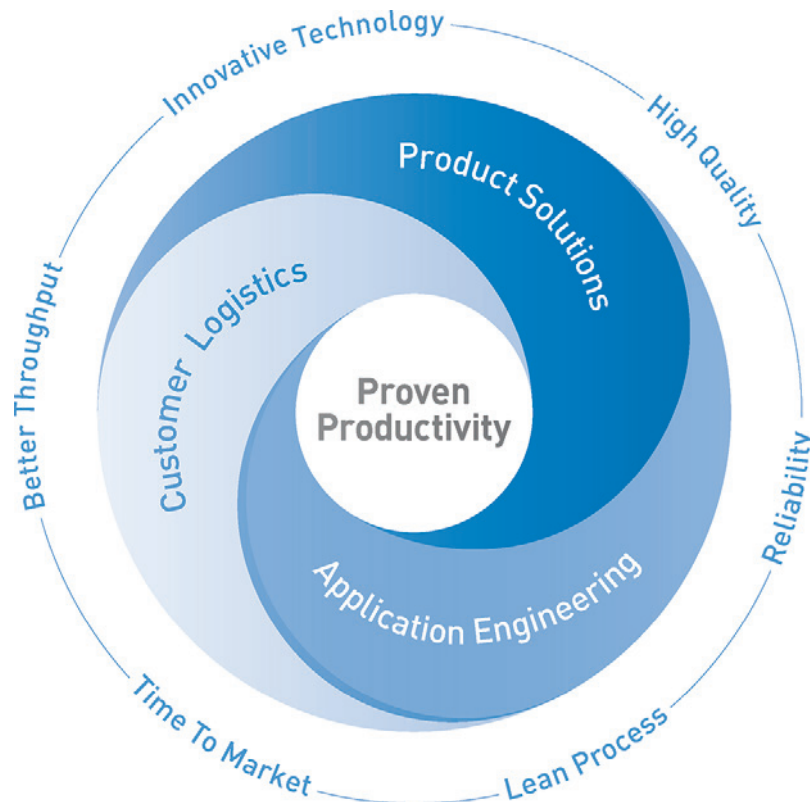 Innovative Technology
High Quality
Product Solutions
Customer Logistics
Better Throughput
Proven
Productivity
Reliability
Application Engineering
Time To Market
Lean Process